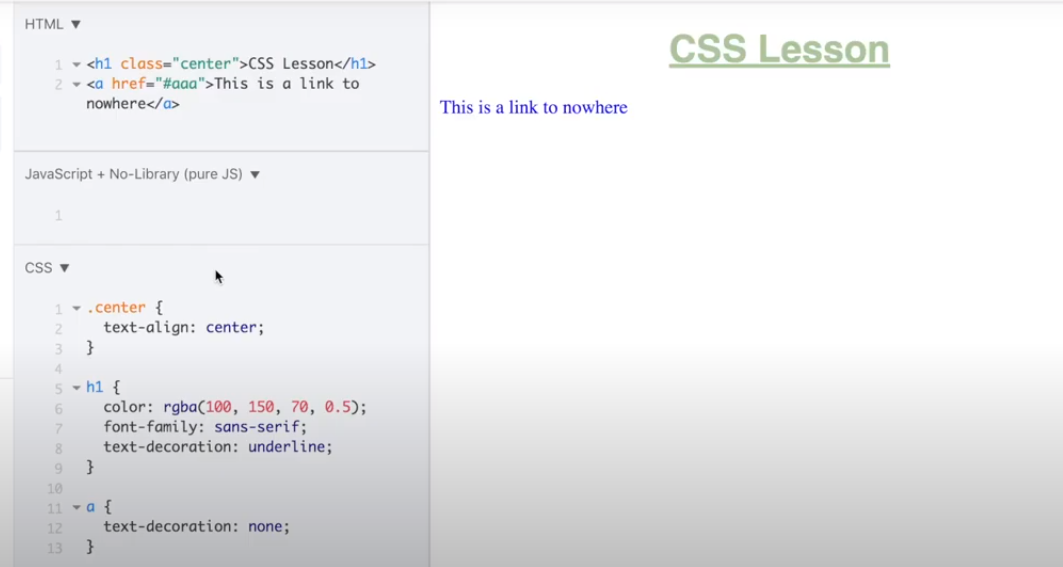 HTML ▼
1 <h1 class="center">CSS Lesson</h1>
2 <a href="#aaa">This is a link to
nowhere</a>
JavaScript + No-Library (pure JS) ▼
1
CSS ▼
1 .center {
2 text-align: center;
3 }
4
5 h1 {
6 color: rgba(100, 150, 70, 0.5);
7 font-family: sans-serif;
8 text-decoration: underline;
9 }
10
11 a {
12 text-decoration: none;
13 }
CSS Lesson
This is a link to nowhere